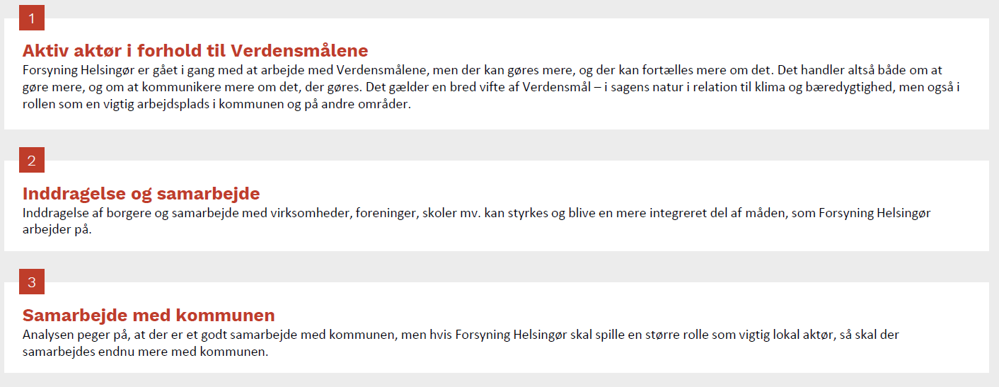 1
Aktiv aktør i forhold til Verdensmålene
Forsyning Helsingør er gået i gang med at arbejde med Verdensmålene, men der kan gøres mere, og der kan fortælles mere om det. Det handler altså både om at
gøre mere, og om at kommunikere mere om det, der gøres. Det gælder en bred vifte af Verdensmål – i sagens natur i relation til klima og bæredygtighed, men også i
rollen som en vigtig arbejdsplads i kommunen og på andre områder.
2
Inddragelse og samarbejde
Inddragelse af borgere og samarbejde med virksomheder, foreninger, skoler mv. kan styrkes og blive en mere integreret del af måden, som Forsyning Helsingør
arbejder på.
3
Samarbejde med kommunen
Analysen peger på, at der er et godt samarbejde med kommunen, men hvis Forsyning Helsingør skal spille en større rolle som vigtig lokal aktør, så skal der
samarbejdes endnu mere med kommunen.